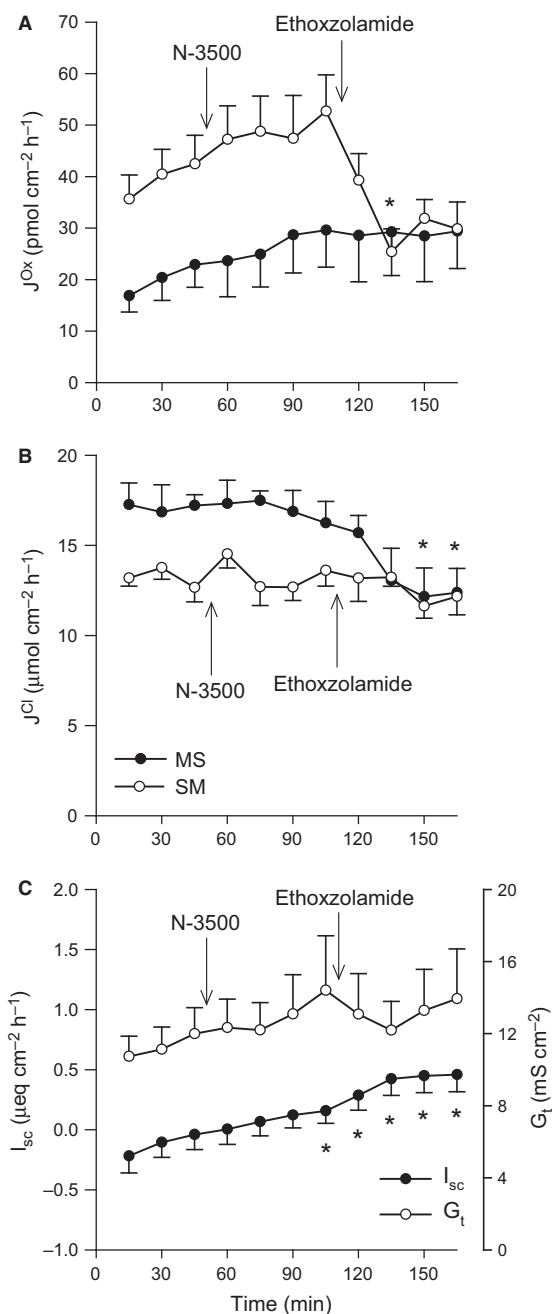 A
70
60
50
40
30
20
10
0
J^Ox (pmol cm⁻² h⁻¹)
N-3500
Ethoxzolamide
*
0 30 60 90 120 150
B
20
15
10
5
0
J^Cl (μmol cm⁻² h⁻¹)
* *
N-3500
Ethoxzolamide
MS
SM
0 30 60 90 120 150
C
2.0
1.5
1.0
0.5
0.0
–0.5
–1.0
I_sc (μeq cm⁻² h⁻¹)
N-3500
Ethoxzolamide
* * * * *
I_sc
G_t
20
16
12
8
4
0
G_t (mS cm⁻²)
0 30 60 90 120 150
Time (min)